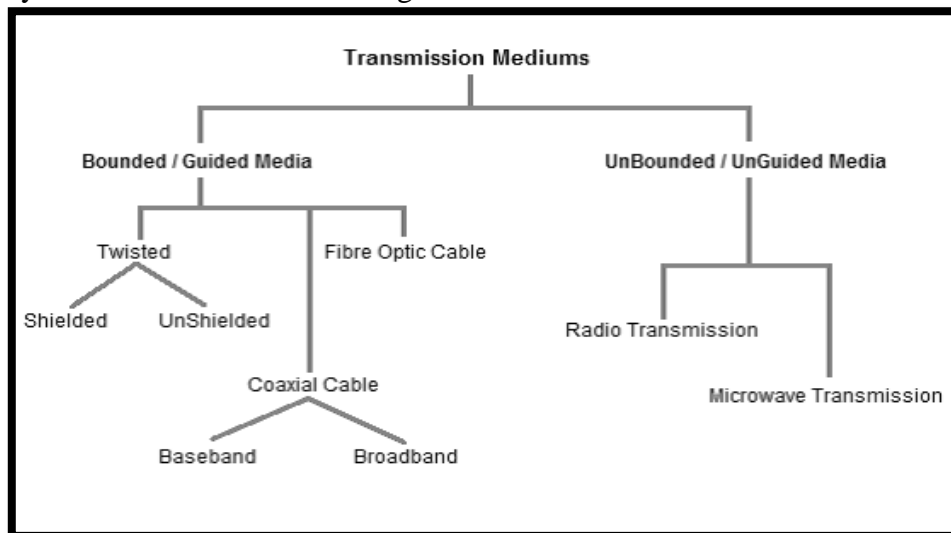 Transmission Mediums
Bounded / Guided Media
UnBounded / UnGuided Media
Twisted
Fibre Optic Cable
Shielded
UnShielded
Radio Transmission
Coaxial Cable
Microwave Transmission
Baseband
Broadband